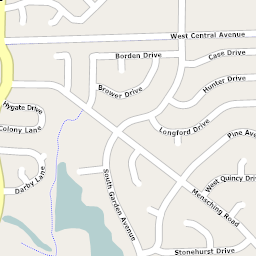 West Central Avenue
Borden Drive
Case Drive
Hunter Drive
Brower Drive
Hygate Drive
Colony Lane
Longford Drive
Pine Ave
Darby Lane
West Quincy Drive
South Garden Avenue
Mensching Road
Stonehurst Drive